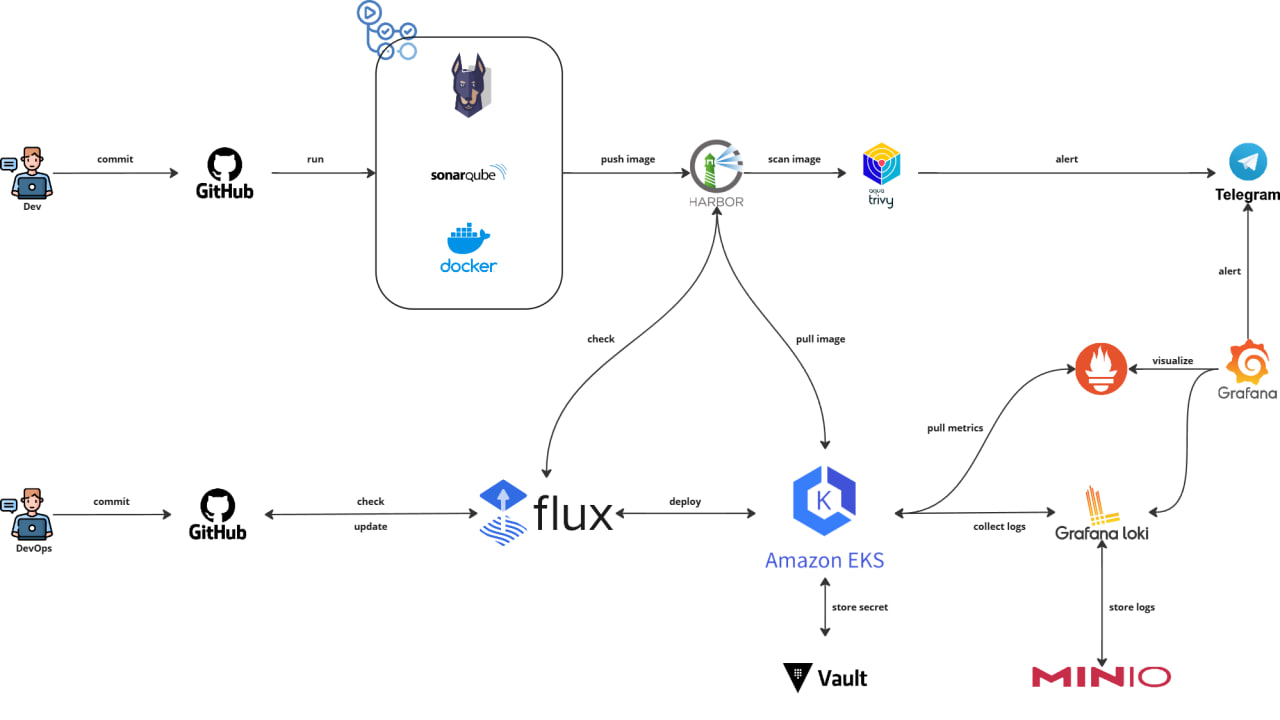 commit
run
push image
scan image
alert
GitHub
sonarqube
HARBOR
aqua
trivy
Telegram
Dev
docker
alert
check
pull image
visualize
Grafana
pull metrics
commit
check
deploy
GitHub
update
flux
K
collect logs
Grafana loki
DevOps
Amazon EKS
store secret
store logs
Vault
MINIO